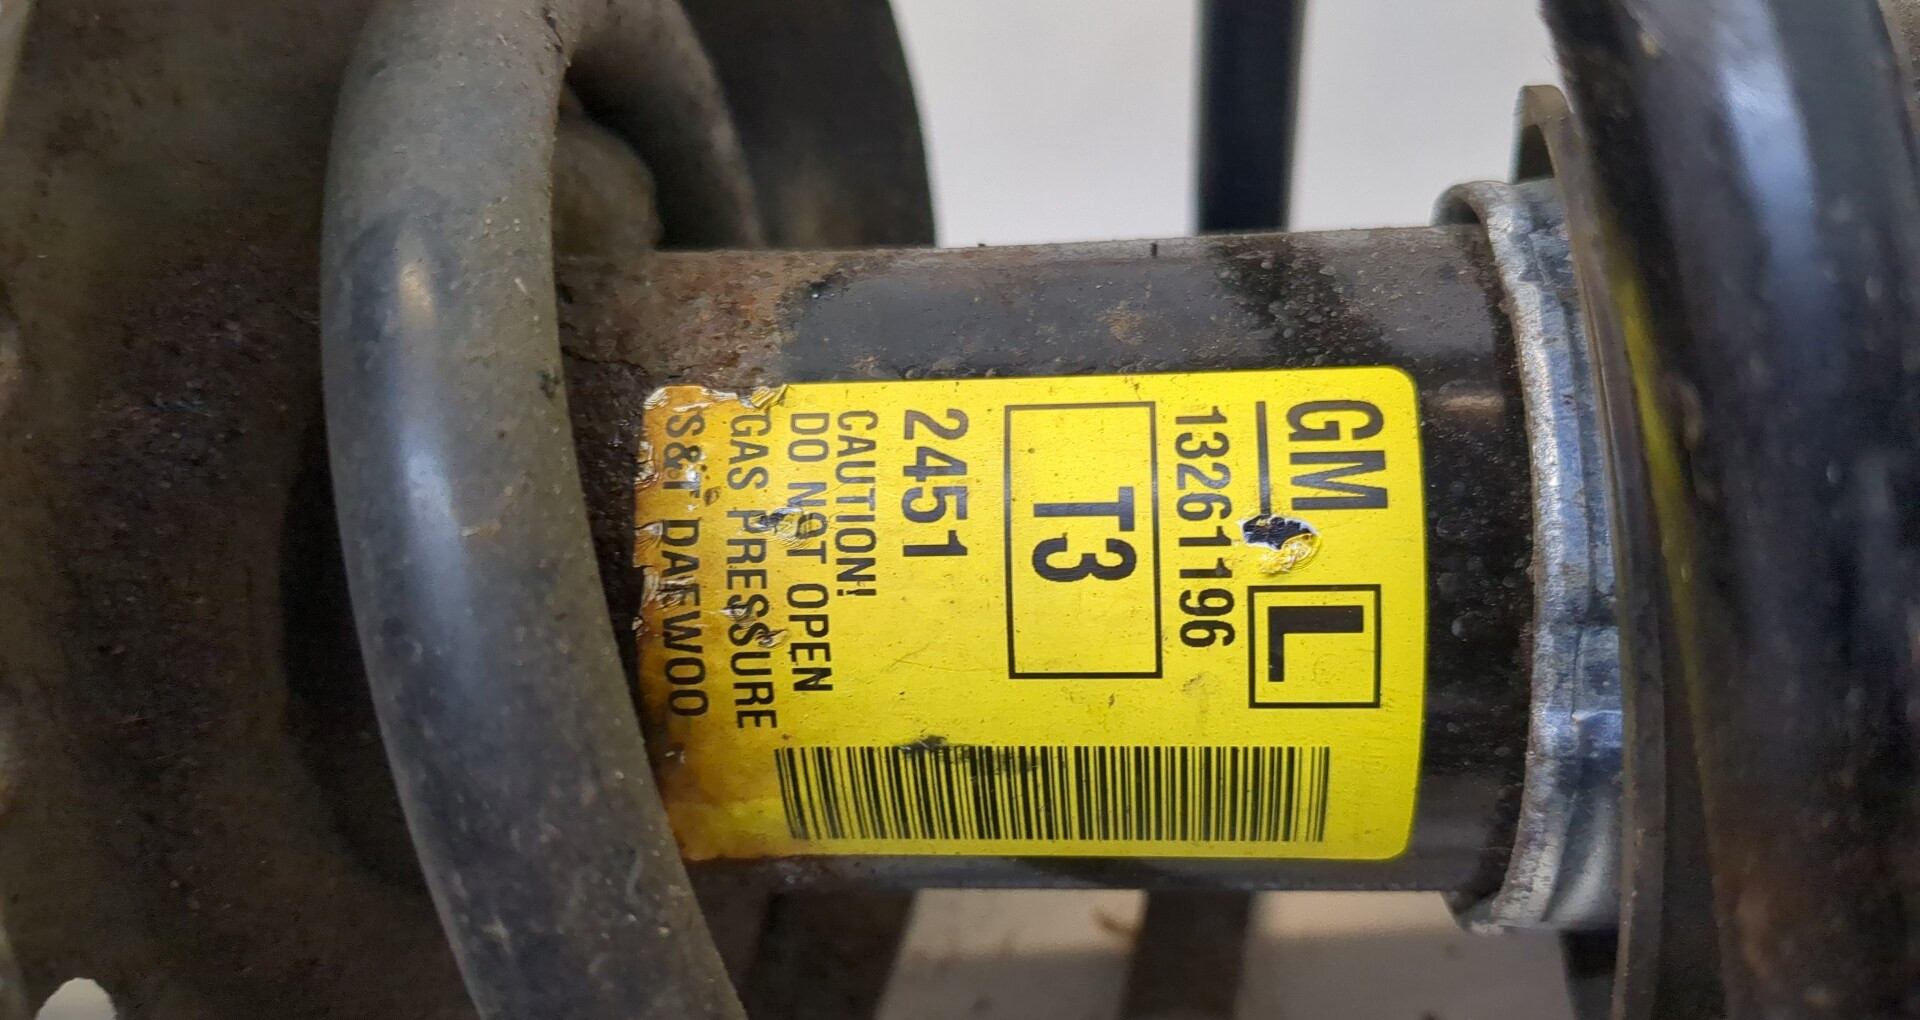 GM L
13261196
T3
2451
CAUTION!
DO NOT OPEN
GAS PRESSURE
S&T DAEWOO